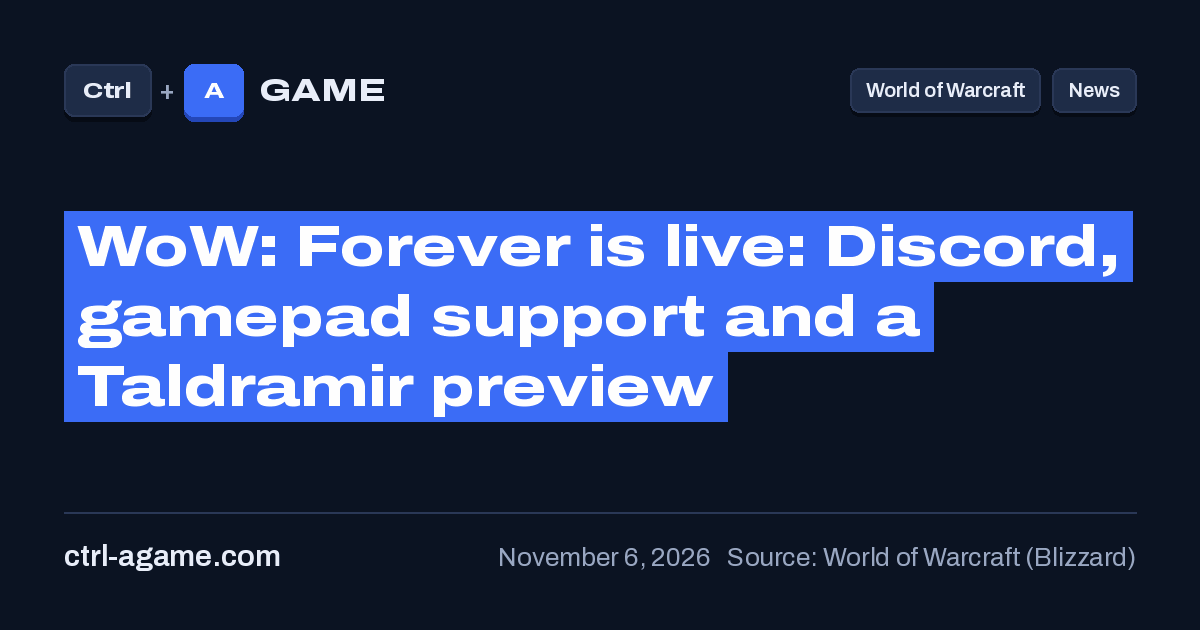 Ctrl + A GAME
World of Warcraft News
WoW: Forever is live: Discord,
gamepad support and a
Taldramir preview
ctrl-agame.com
November 6, 2026 Source: World of Warcraft (Blizzard)